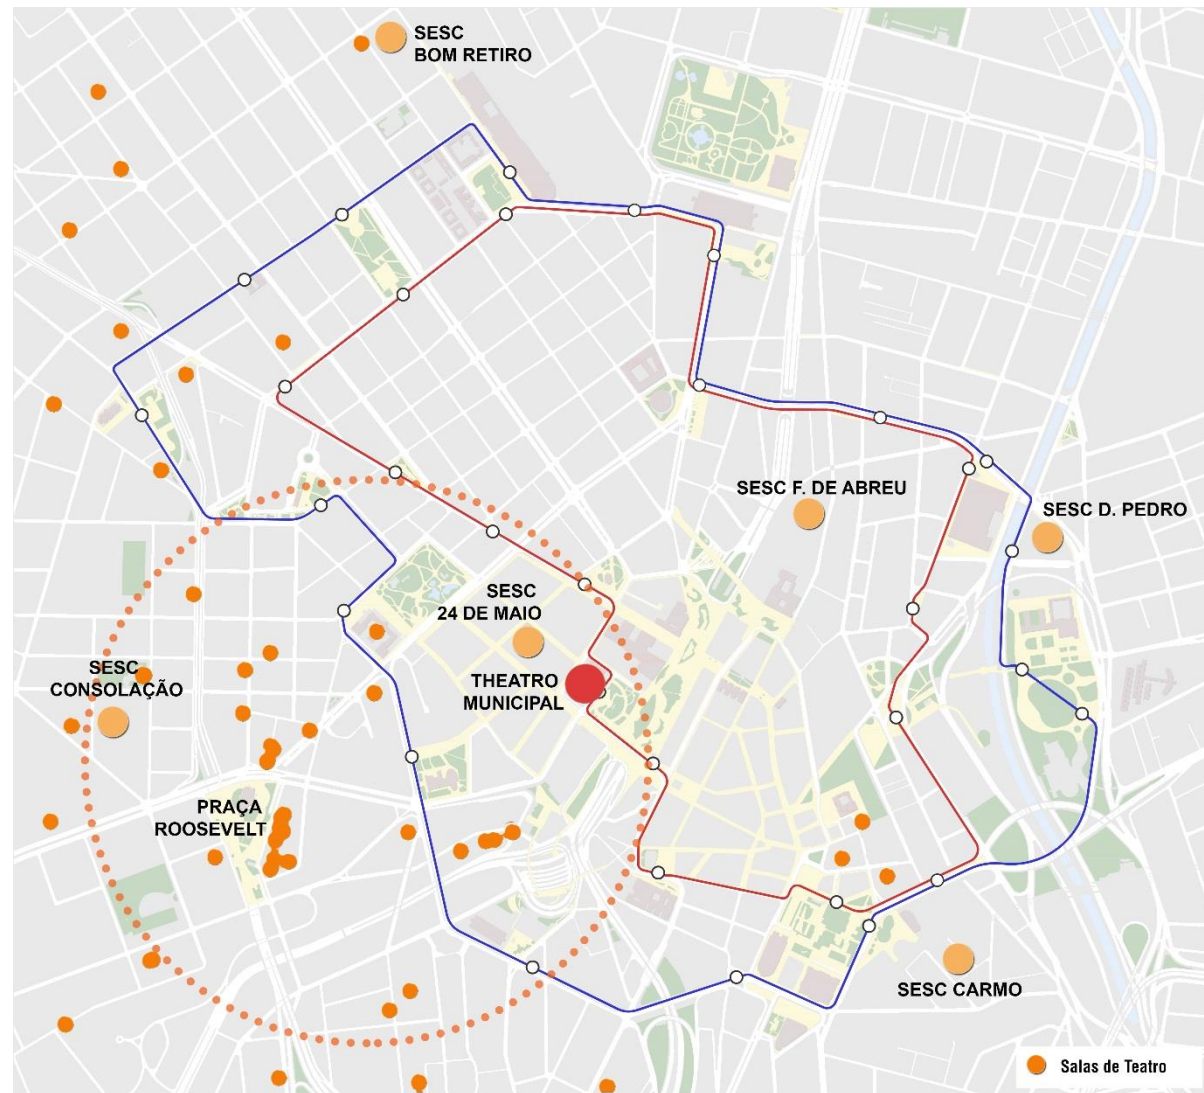 SESC
BOM RETIRO
SESC F. DE ABREU
SESC D. PEDRO
SESC
24 DE MAIO
SESC
CONSOLAÇÃO
THEATRO
MUNICIPAL
PRAÇA
ROOSEVELT
SESC CARMO
Salas de Teatro